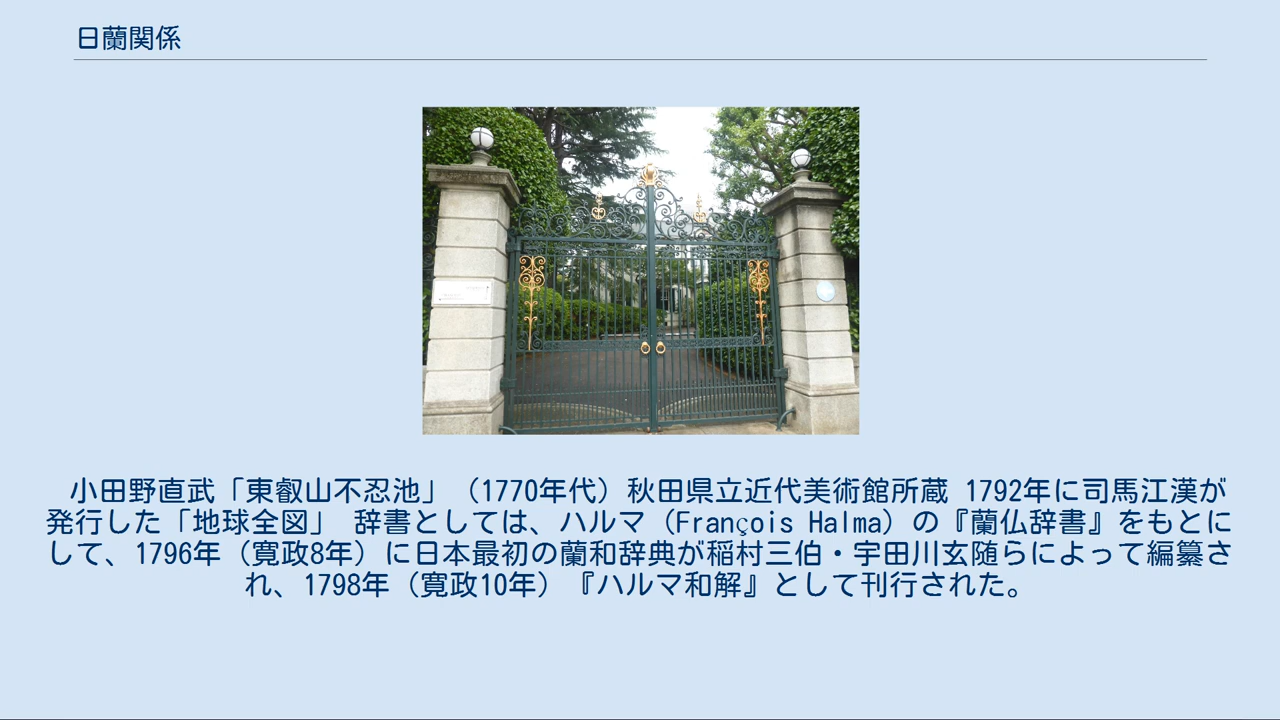 日蘭関係
小田野直武「東叡山不忍池」（1770年代）秋田県立近代美術館所蔵 1792年に司馬江漢が
発行した「地球全図」 辞書としては、ハルマ（François Halma）の『蘭仏辞書』をもとに
して、1796年（寛政8年）に日本最初の蘭和辞典が稲村三伯・宇田川玄随らによって編纂さ
れ、1798年（寛政10年）『ハルマ和解』として刊行された。